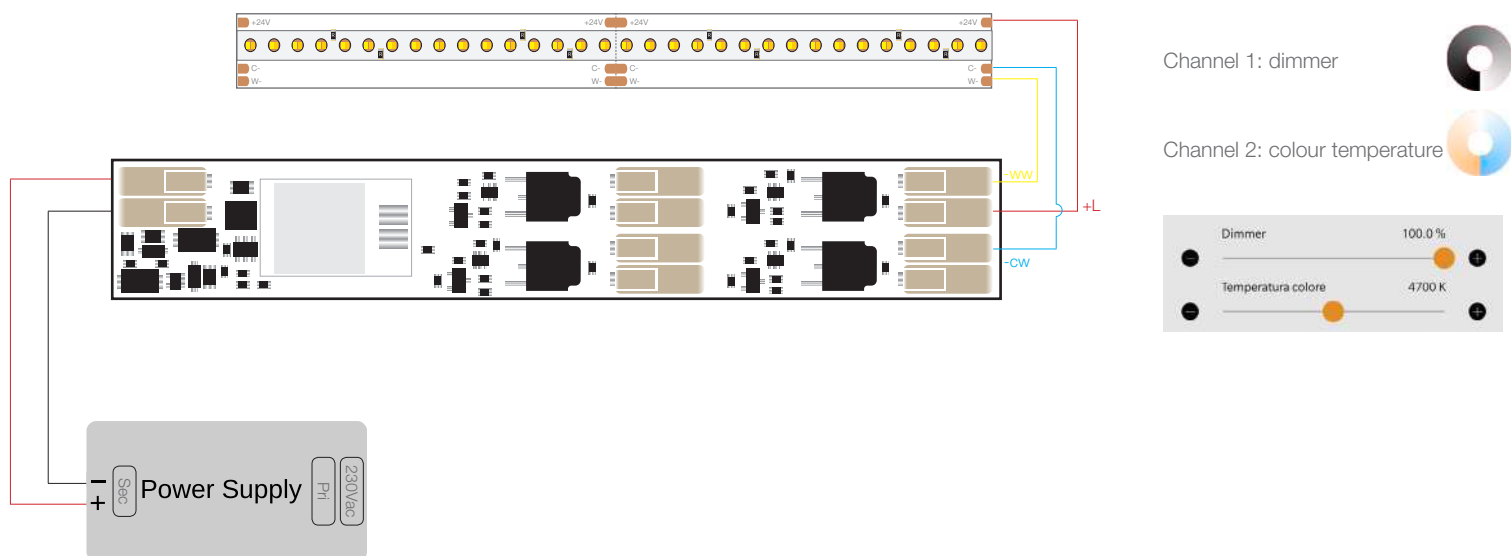 +24V +24V +24V +24V
C- C- C- C-
W- W- W- W-
-WW
+L
-CW
Channel 1: dimmer
Channel 2: colour temperature
Dimmer 100.0 %
Temperatura colore 4700 K
− Sec Power Supply Pri 230Vac
+